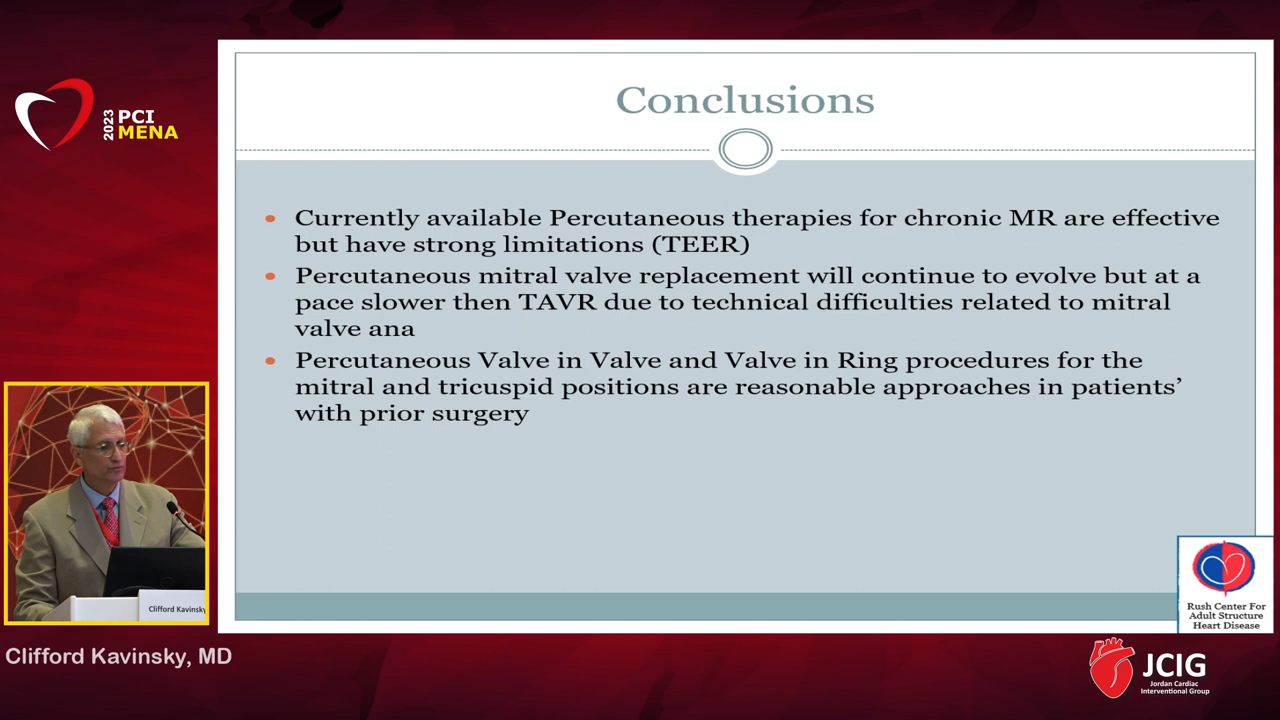 2023
PCI
MENA
Conclusions
• Currently available Percutaneous therapies for chronic MR are effective
but have strong limitations (TEER)
• Percutaneous mitral valve replacement will continue to evolve but at a
pace slower then TAVR due to technical difficulties related to mitral
valve ana
• Percutaneous Valve in Valve and Valve in Ring procedures for the
mitral and tricuspid positions are reasonable approaches in patients’
with prior surgery
Rush Center For
Adult Structure
Heart Disease
Clifford Kavinsky
Clifford Kavinsky, MD
JCIG
Jordan Cardiac
Interventional Group